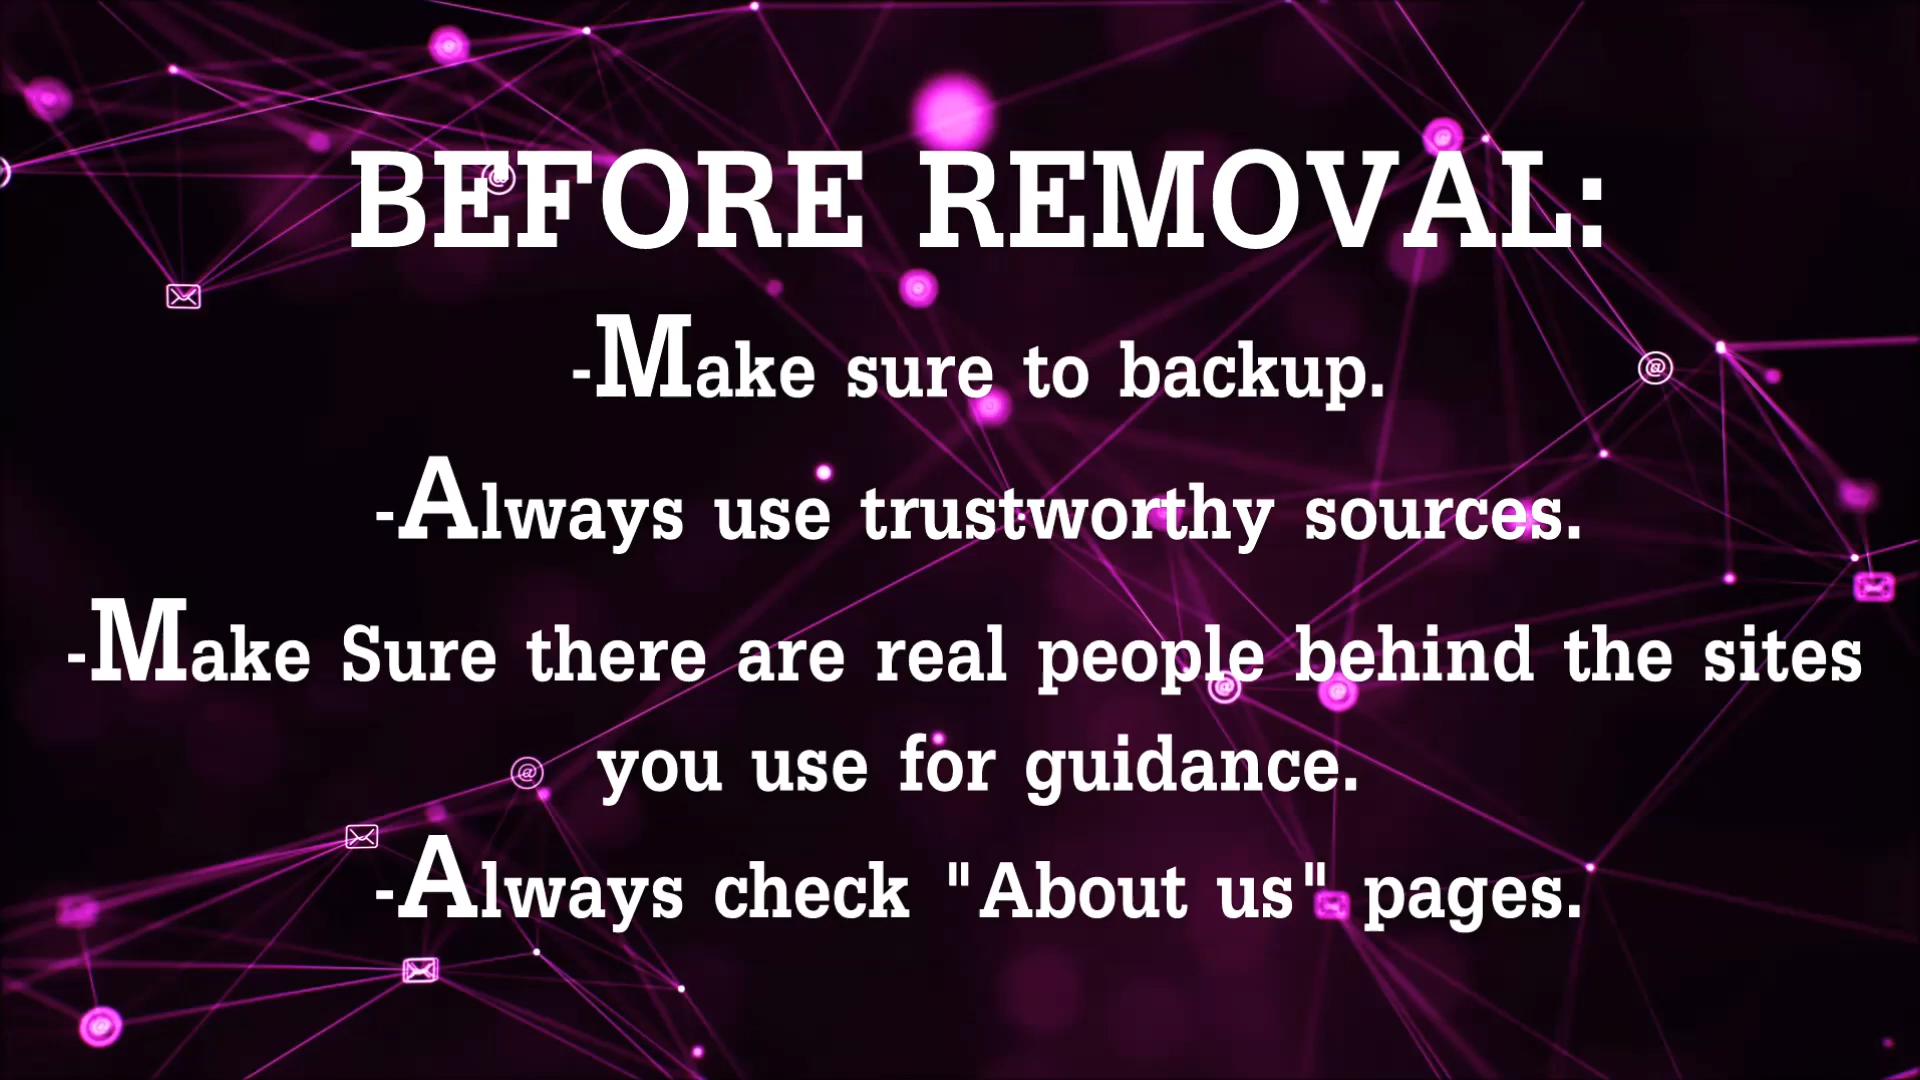 BEFORE REMOVAL:
-Make sure to backup.
-Always use trustworthy sources.
-Make Sure there are real people behind the sites
you use for guidance.
-Always check "About us" pages.